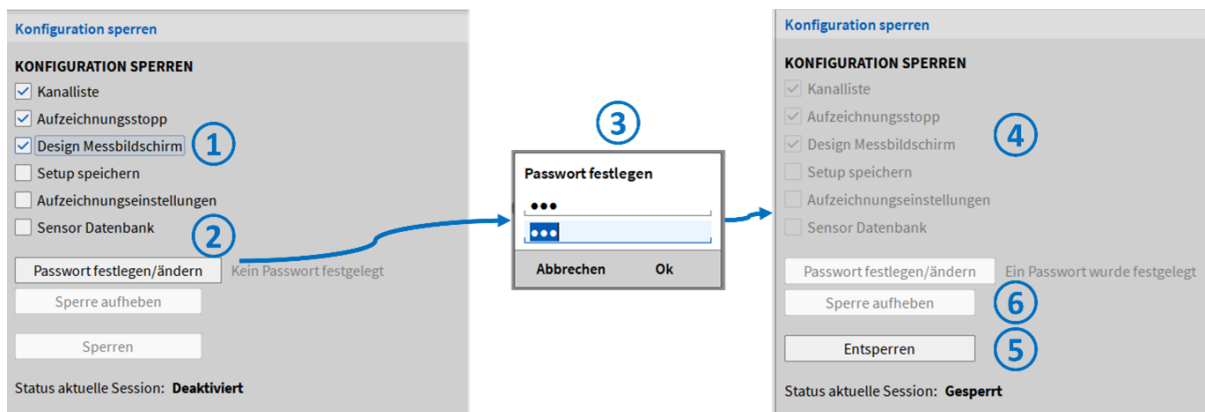 Konfiguration sperren
KONFIGURATION SPERREN
Kanalliste
Aufzeichnungsstopp
Design Messbildschirm
1
Setup speichern
Aufzeichnungseinstellungen
Sensor Datenbank
2
Passwort festlegen/ändern Kein Passwort festgelegt
Sperre aufheben
Sperren
Status aktuelle Session: Deaktiviert
3
Passwort festlegen
●●●
●●●
Abbrechen Ok
Konfiguration sperren
KONFIGURATION SPERREN
Kanalliste
Aufzeichnungsstopp
Design Messbildschirm
4
Setup speichern
Aufzeichnungseinstellungen
Sensor Datenbank
Passwort festlegen/ändern Ein Passwort wurde festgelegt
Sperre aufheben
6
Entsperren
5
Status aktuelle Session: Gesperrt